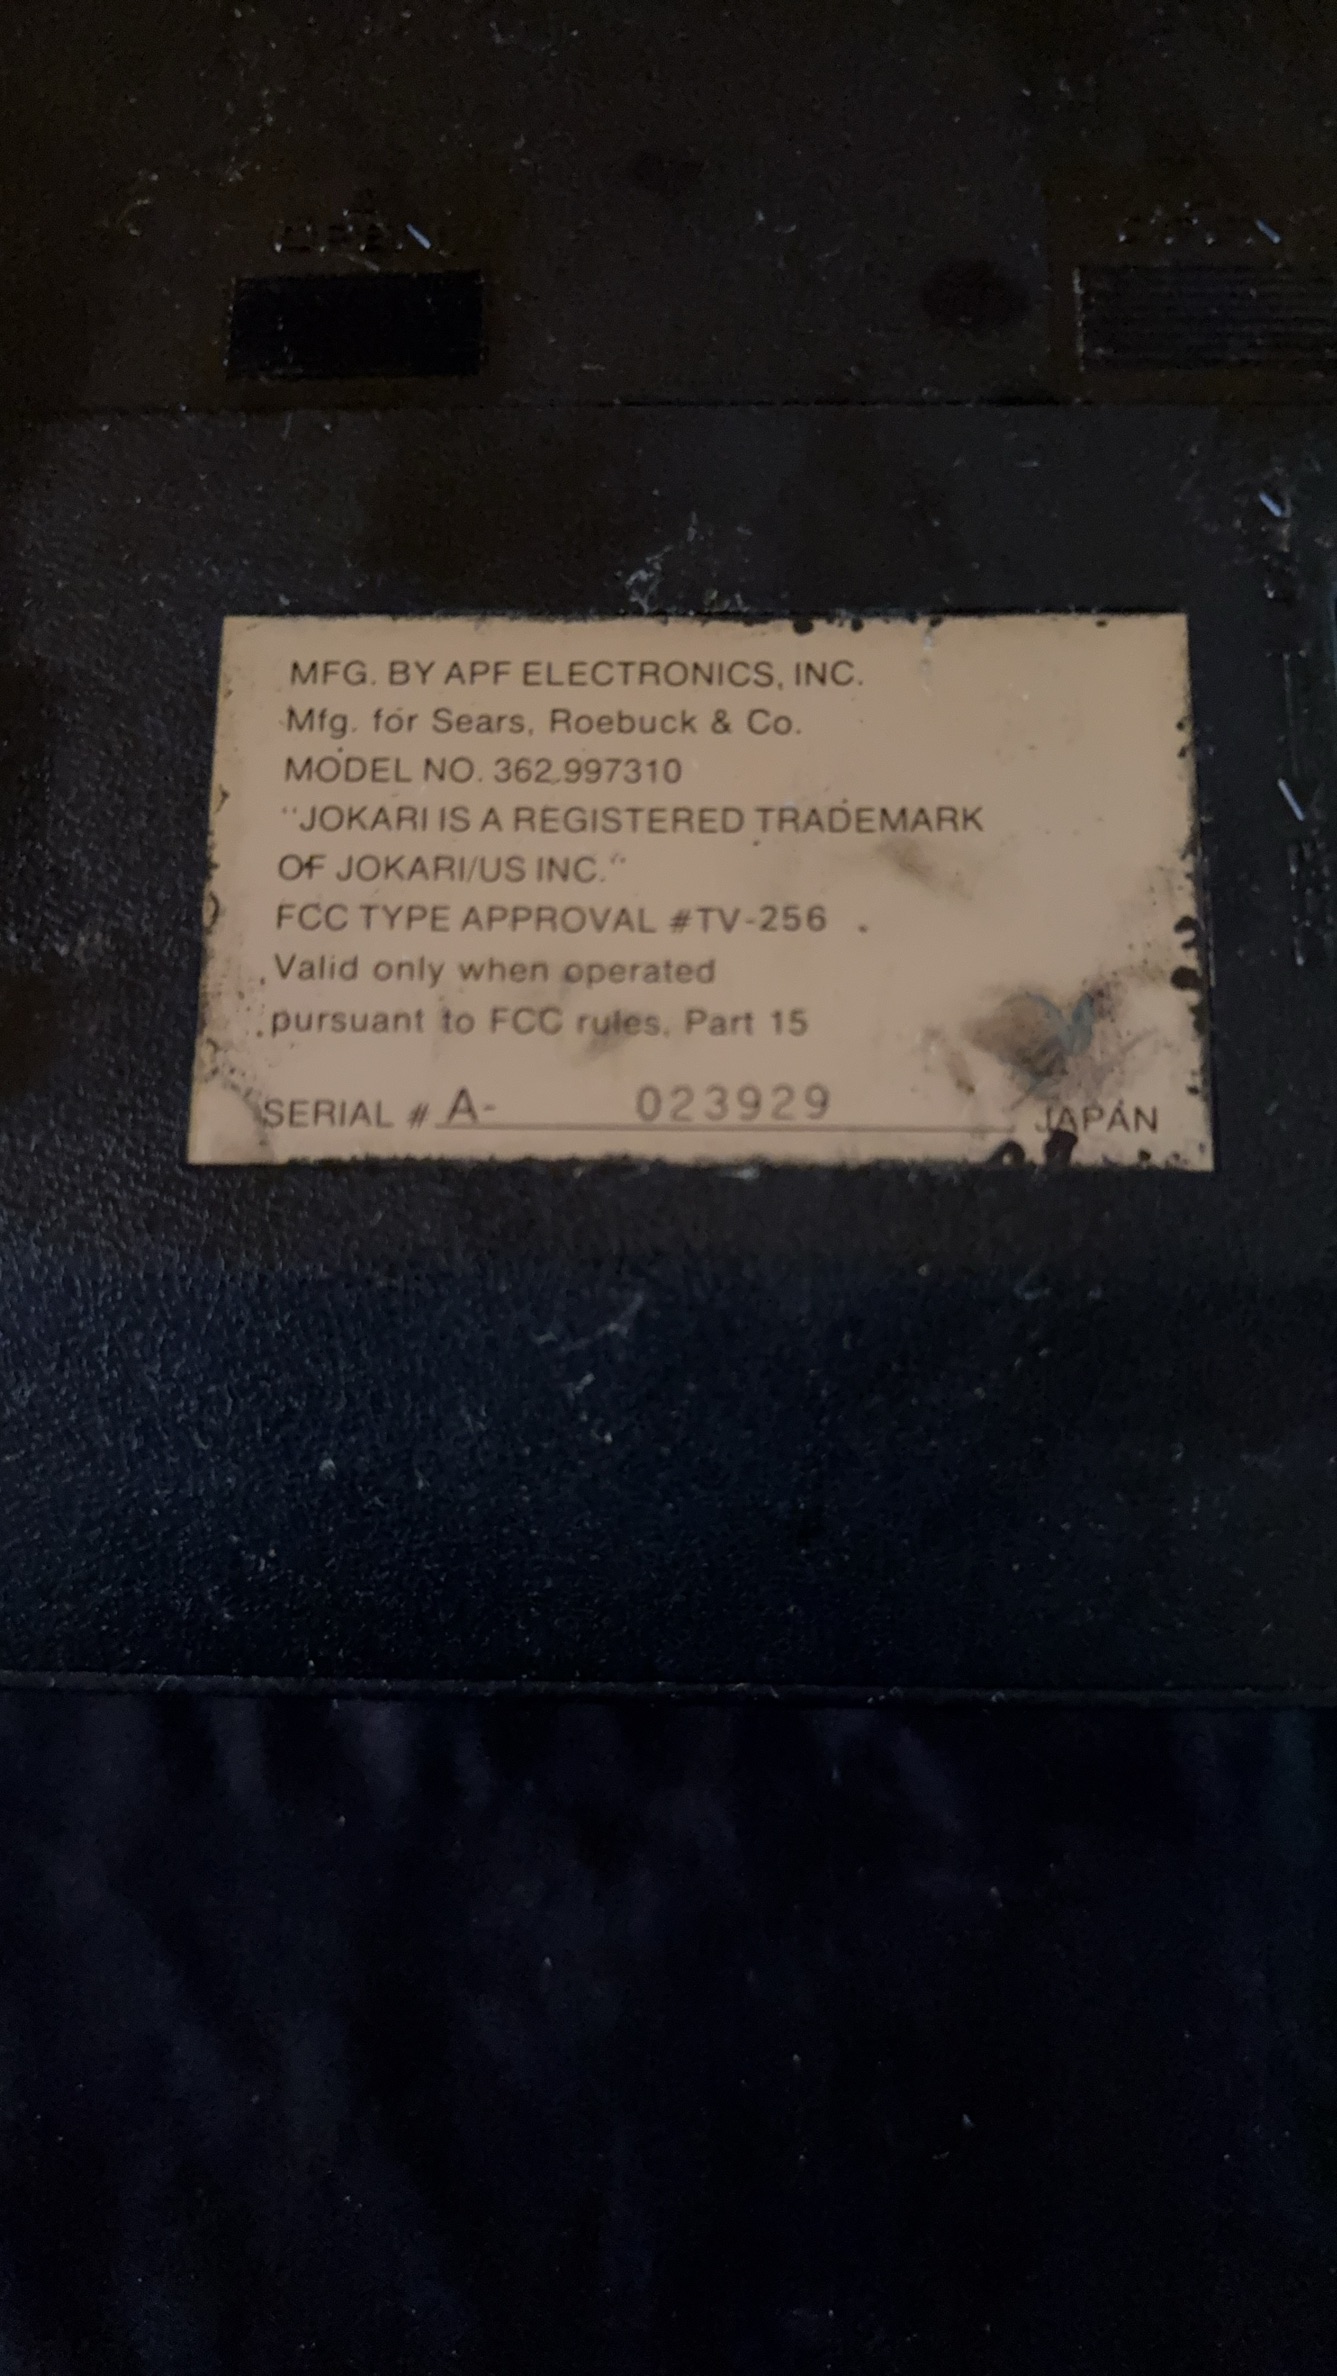 OPEN
MFG. BY APF ELECTRONICS, INC.
Mfg. for Sears, Roebuck & Co.
MODEL NO. 362.997310
"JOKARI IS A REGISTERED TRADEMARK
OF JOKARI/US INC."
FCC TYPE APPROVAL #TV-256
Valid only when operated
pursuant to FCC rules, Part 15
SERIAL # A- 023929 JAPAN